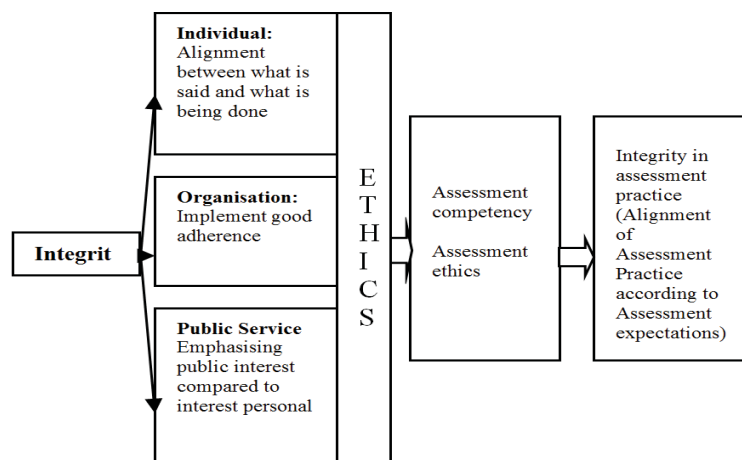 Individual:
Alignment
between what is
said and what is
being done
Organisation:
Implement good
adherence
Integrit
Public Service
Emphasising
public interest
compared to
interest personal
E
T
H
I
C
S
Assessment
competency
Assessment
ethics
Integrity in
assessment
practice
(Alignment of
Assessment
Practice
according to
Assessment
expectations)